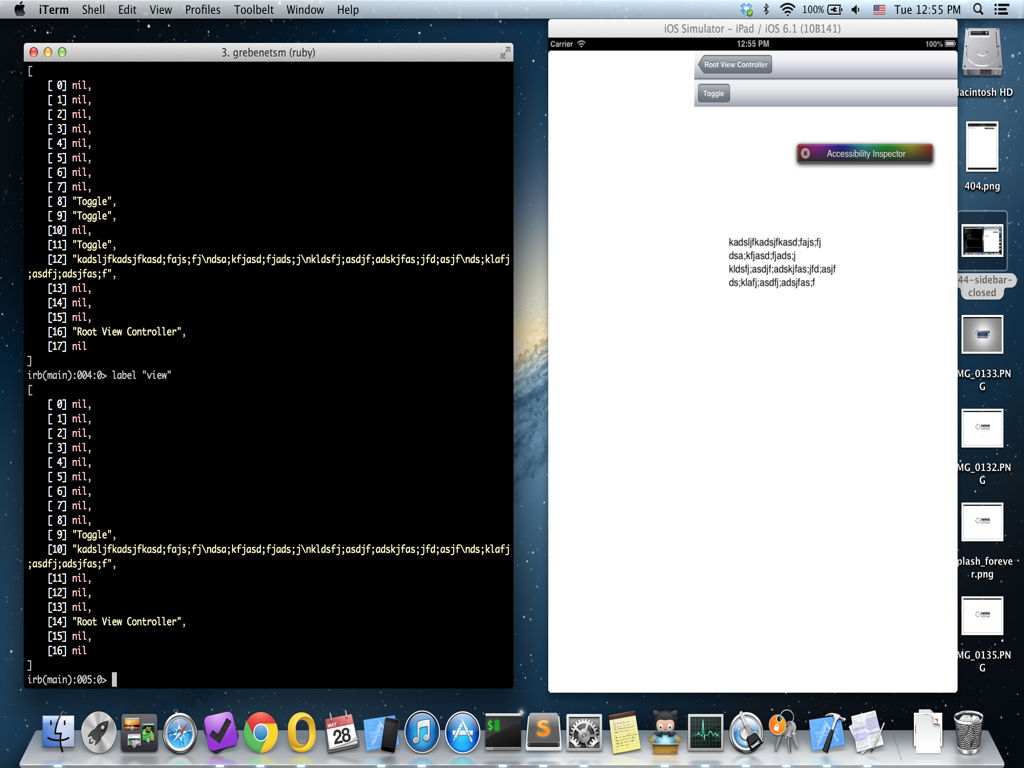 iTerm Shell Edit View Profiles Toolbelt Window Help 100% Tue 12:55 PM
3. grebenetsm (ruby)
[
[ 0] nil,
[ 1] nil,
[ 2] nil,
[ 3] nil,
[ 4] nil,
[ 5] nil,
[ 6] nil,
[ 7] nil,
[ 8] "Toggle",
[ 9] "Toggle",
[10] nil,
[11] "Toggle",
[12] "kadsljfkadsjfkasd;fajs;fj\ndsa;kfjasd;fjads;j\nkldsfj;asdjf;adskjfas;jfd;asjf\nds;klafj
;asdfj;adsjfas;f",
[13] nil,
[14] nil,
[15] nil,
[16] "Root View Controller",
[17] nil
]
irb(main):004:0> label "view"
[
[ 0] nil,
[ 1] nil,
[ 2] nil,
[ 3] nil,
[ 4] nil,
[ 5] nil,
[ 6] nil,
[ 7] nil,
[ 8] nil,
[ 9] "Toggle",
[10] "kadsljfkadsjfkasd;fajs;fj\ndsa;kfjasd;fjads;j\nkldsfj;asdjf;adskjfas;jfd;asjf\nds;klafj
;asdfj;adsjfas;f",
[11] nil,
[12] nil,
[13] nil,
[14] "Root View Controller",
[15] nil,
[16] nil
]
irb(main):005:0>
iOS Simulator - iPad / iOS 6.1 (10B141)
Carrier 12:55 PM 100%
Root View Controller
Toggle
Accessibility Inspector
kadsljfkadsjfkasd;fajs;fj
dsa;kfjasd;fjads;j
kldsfj;asdjf;adskjfas;jfd;asjf
ds;klafj;asdfj;adsjfas;f
acintosh HD
404.png
44-sidebar-
closed
MG_0133.PN
G
MG_0132.PN
G
plash_foreve
r.png
MG_0135.PN
G
MAY
28